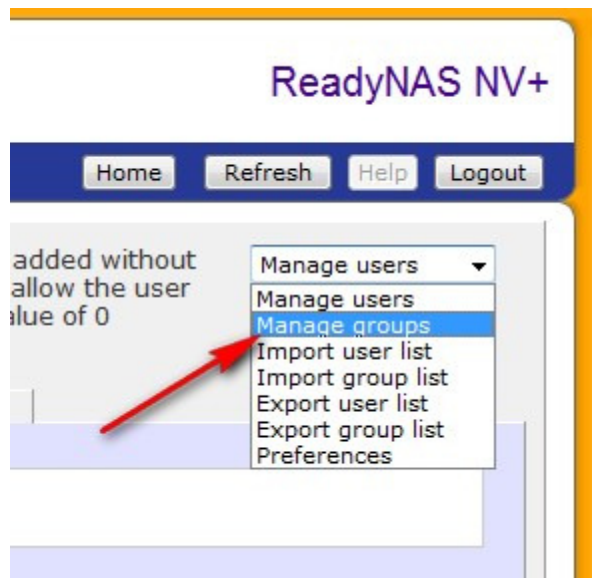 ReadyNAS NV+
Home Refresh Help Logout
added without
allow the user
value of 0
Manage users
Manage users
Manage groups
Import user list
Import group list
Export user list
Export group list
Preferences